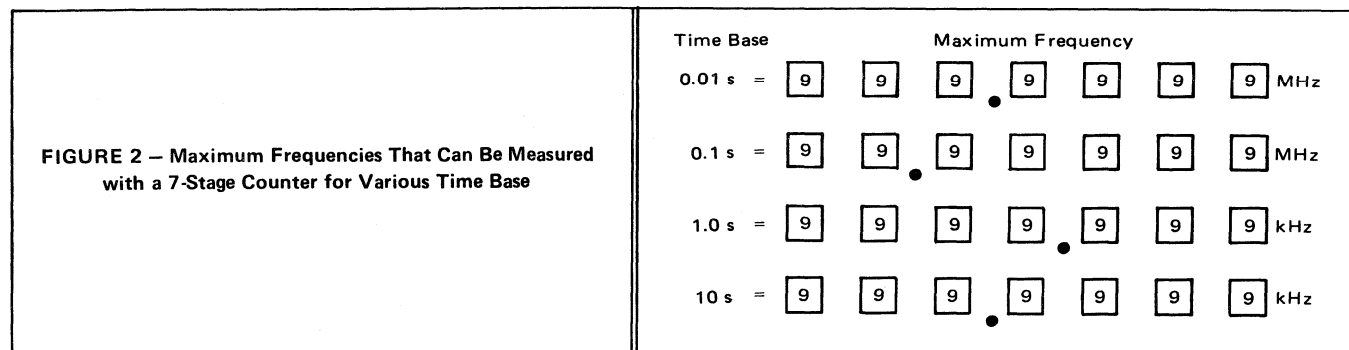 FIGURE 2 — Maximum Frequencies That Can Be Measured
with a 7-Stage Counter for Various Time Base
Time Base Maximum Frequency
0.01 s = 9 9 9 . 9 9 9 9 MHz
0.1 s = 9 9 . 9 9 9 9 9 MHz
1.0 s = 9 9 9 9 . 9 9 9 kHz
10 s = 9 9 9 . 9 9 9 9 kHz